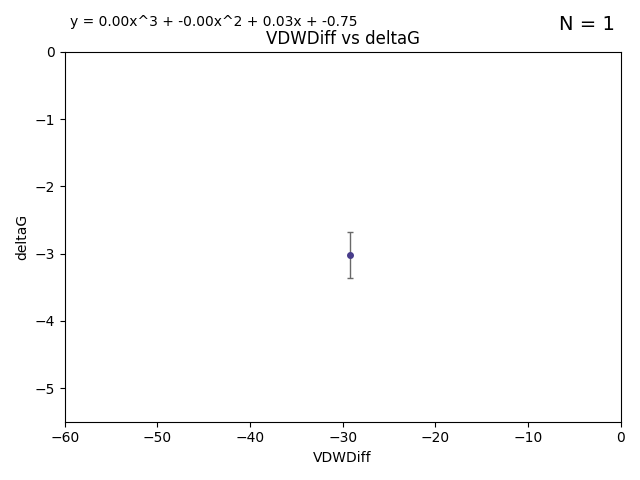 y = 0.00x^3 + -0.00x^2 + 0.03x + -0.75
N = 1
VDWDiff vs deltaG
0
−1
−2
−3
−4
−5
deltaG
−60 −50 −40 −30 −20 −10 0
VDWDiff